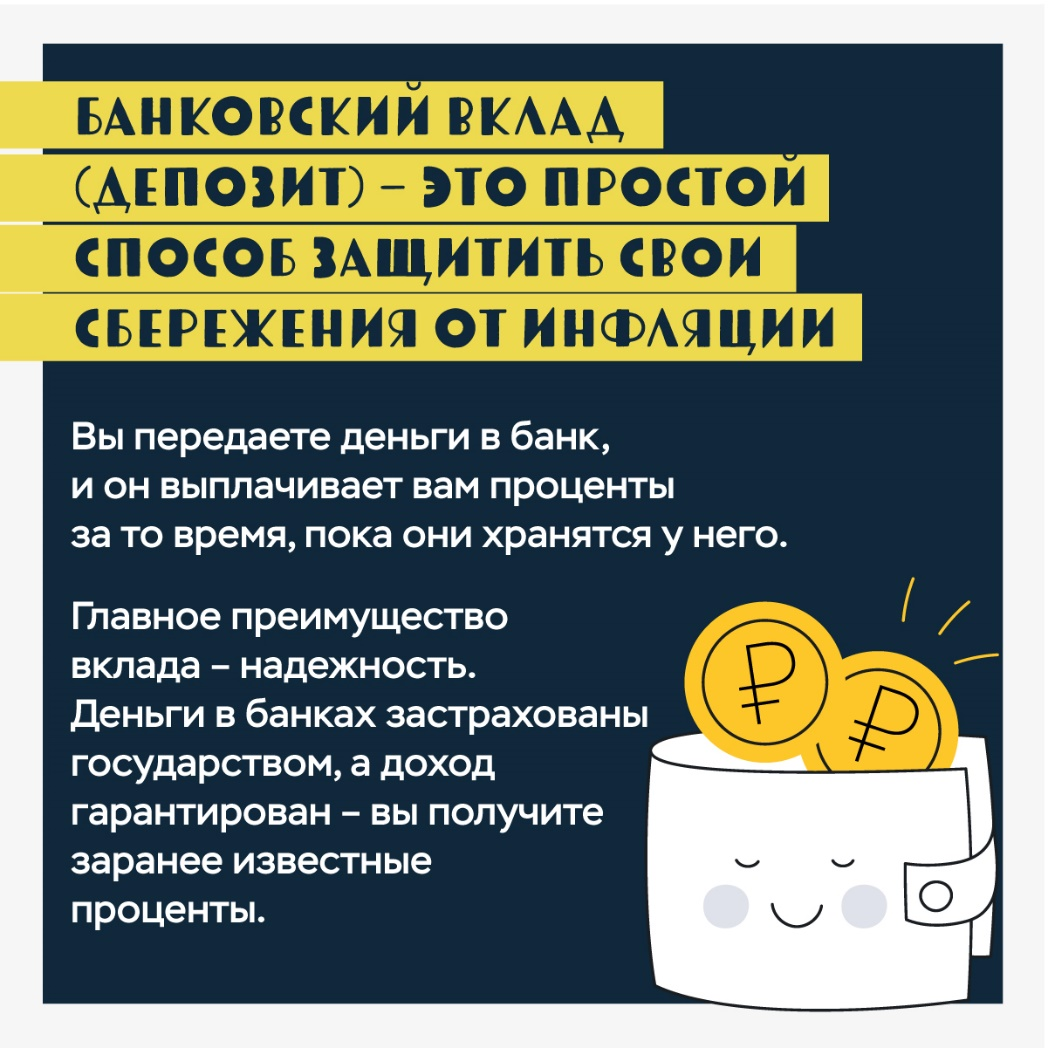 БАНКОВСКИЙ ВКЛАД
(ДЕПОЗИТ) – ЭТО ПРОСТОЙ
СПОСОБ ЗАЩИТИТЬ СВОИ
СБЕРЕЖЕНИЯ ОТ ИНФЛЯЦИИ
Вы передаете деньги в банк,
и он выплачивает вам проценты
за то время, пока они хранятся у него.
Главное преимущество
вклада – надежность.
Деньги в банках застрахованы
государством, а доход
гарантирован – вы получите
заранее известные
проценты.
₽
₽